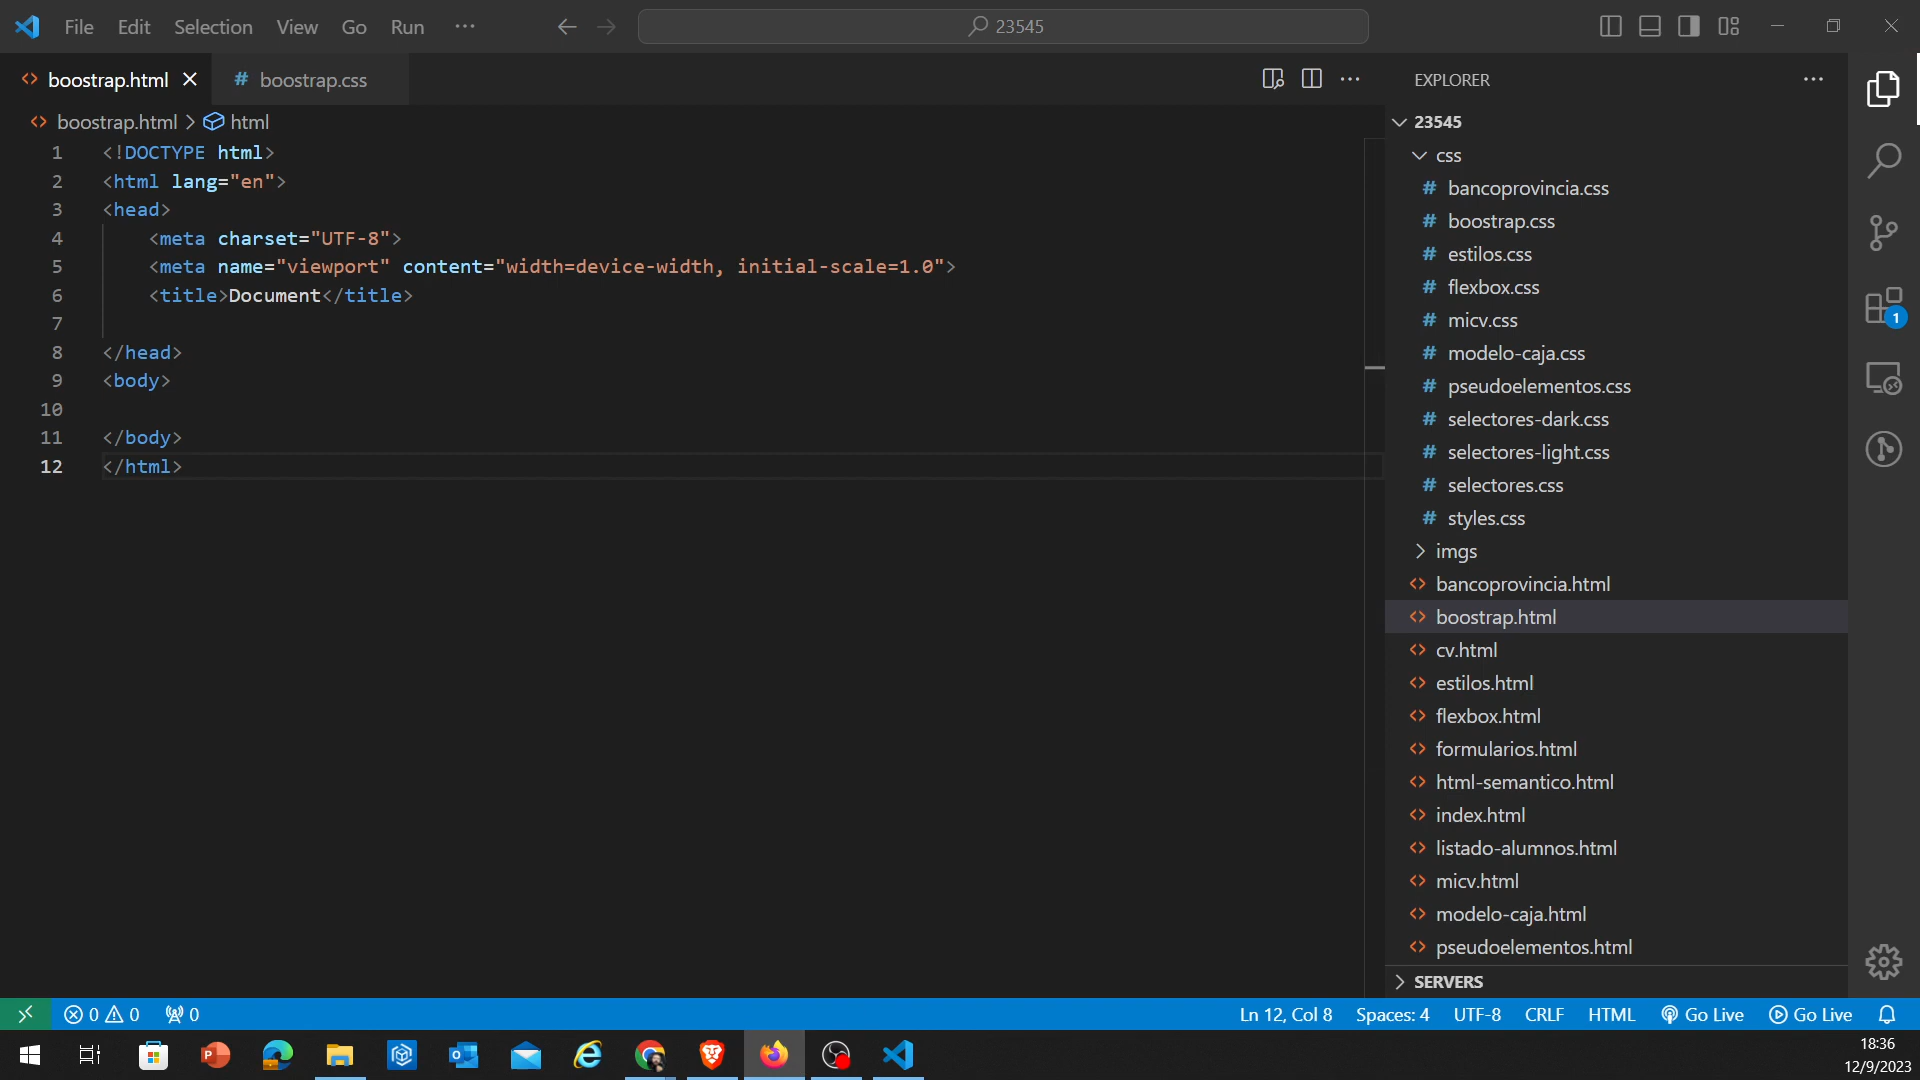 File Edit Selection View Go Run ··· 23545
boostrap.html
# boostrap.css
boostrap.html > html
1 <!DOCTYPE html>
2 <html lang="en">
3 <head>
4 <meta charset="UTF-8">
5 <meta name="viewport" content="width=device-width, initial-scale=1.0">
6 <title>Document</title>
7
8 </head>
9 <body>
10
11 </body>
12 </html>
EXPLORER
23545
css
# bancoprovincia.css
# boostrap.css
# estilos.css
# flexbox.css
# micv.css
# modelo-caja.css
# pseudoelementos.css
# selectores-dark.css
# selectores-light.css
# selectores.css
# styles.css
imgs
bancoprovincia.html
boostrap.html
cv.html
estilos.html
flexbox.html
formularios.html
html-semantico.html
index.html
listado-alumnos.html
micv.html
modelo-caja.html
pseudoelementos.html
SERVERS
1
0 0 0 Ln 12, Col 8 Spaces: 4 UTF-8 CRLF HTML Go Live Go Live
18:36
12/9/2023